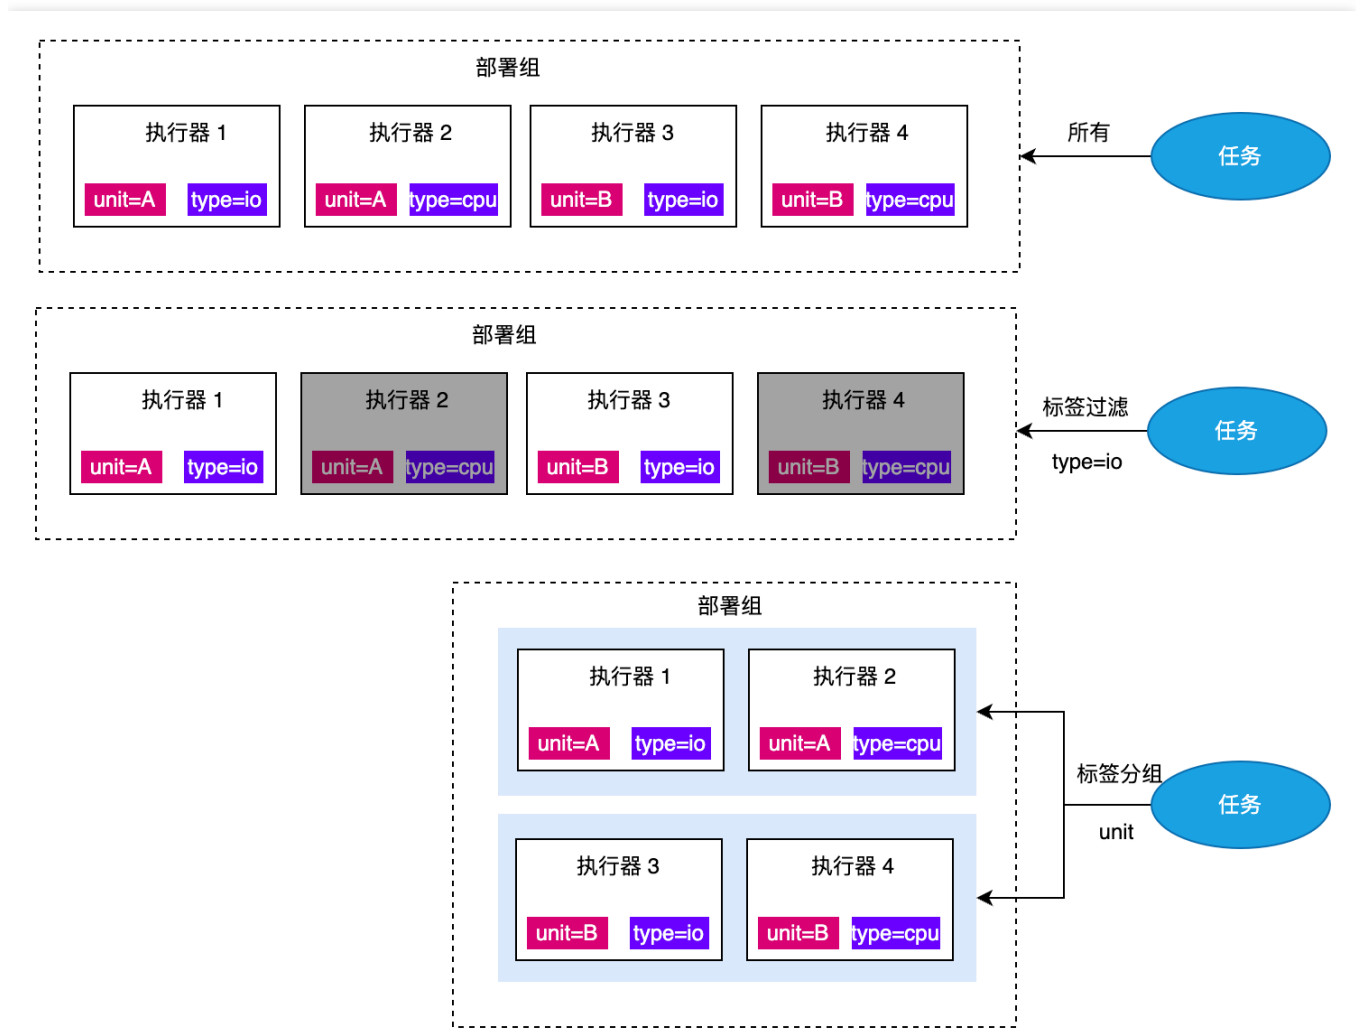 部署组
执行器 1
执行器 2
执行器 3
执行器 4
unit=A
type=io
unit=A
type=cpu
unit=B
type=io
unit=B
type=cpu
所有
任务
部署组
执行器 1
执行器 2
执行器 3
执行器 4
unit=A
type=io
unit=A
type=cpu
unit=B
type=io
unit=B
type=cpu
标签过滤
type=io
任务
部署组
执行器 1
执行器 2
unit=A
type=io
unit=A
type=cpu
执行器 3
执行器 4
unit=B
type=io
unit=B
type=cpu
标签分组
unit
任务